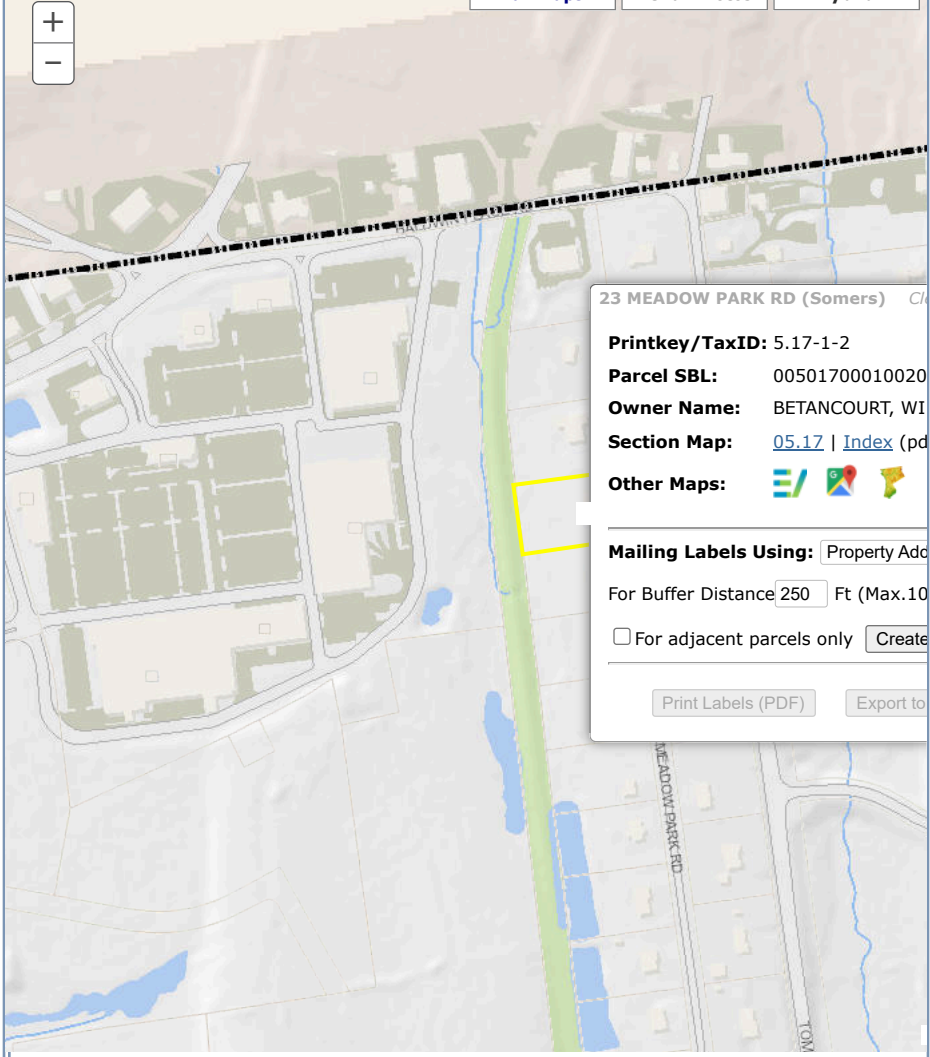 +
−
23 MEADOW PARK RD (Somers)
Printkey/TaxID: 5.17-1-2
Parcel SBL: 00501700010020
Owner Name: BETANCOURT, WI
Section Map: 05.17 | Index (pd
Other Maps:
Mailing Labels Using: Property Add
For Buffer Distance 250 Ft (Max.10
For adjacent parcels only Create
Print Labels (PDF) Export to
MEADOW PARK RD
TOM